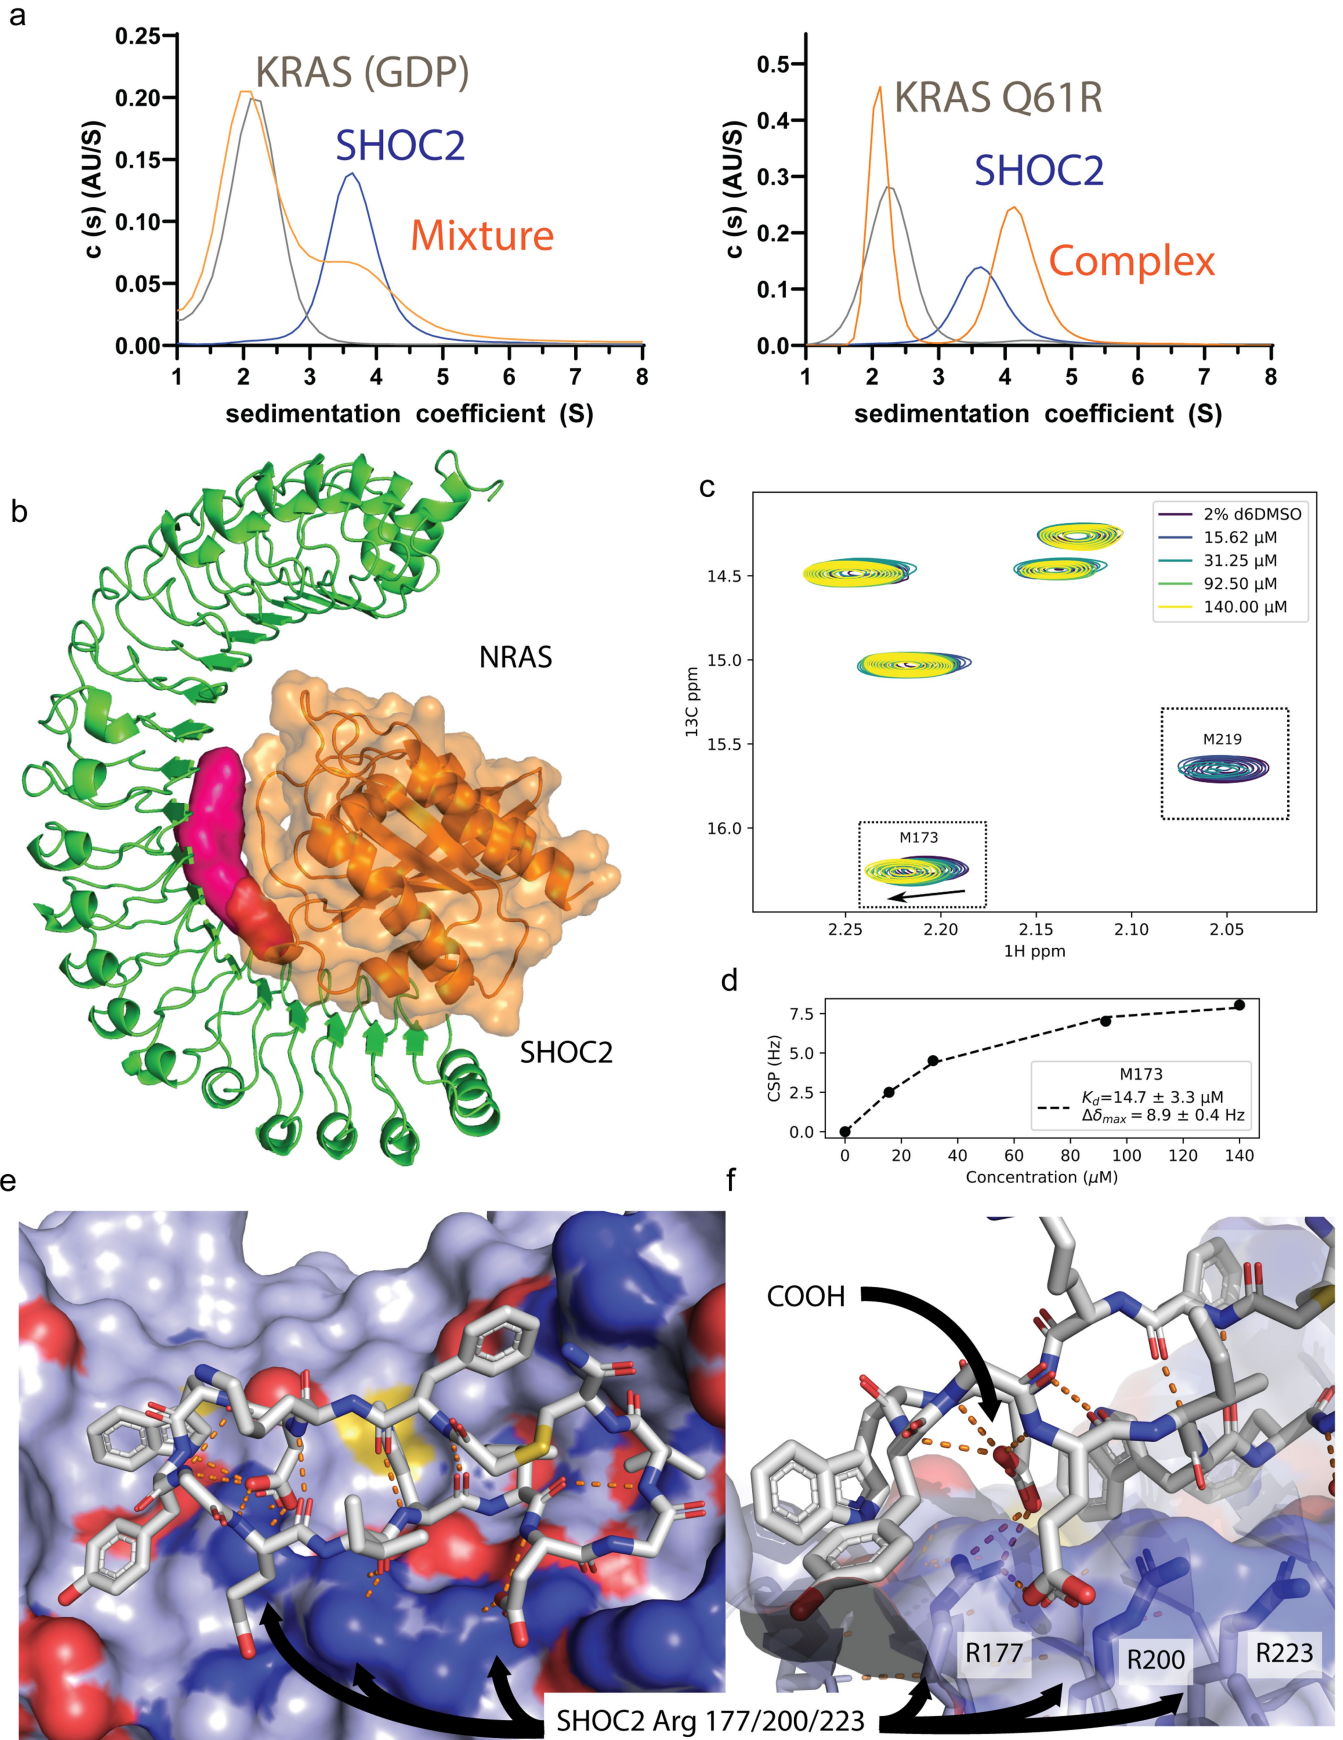 a
0.25
0.20
0.15
0.10
0.05
0.00
c (s) (AU/S)
KRAS (GDP)
SHOC2
Mixture
1 2 3 4 5 6 7 8
sedimentation coefficient (S)
0.5
0.4
0.3
0.2
0.1
0.0
c (s) (AU/S)
KRAS Q61R
SHOC2
Complex
1 2 3 4 5 6 7 8
sedimentation coefficient (S)
b
NRAS
SHOC2
c
2% d6DMSO
15.62 µM
31.25 µM
92.50 µM
140.00 µM
14.5
15.0
15.5
16.0
13C ppm
M219
M173
2.25 2.20 2.15 2.10 2.05
1H ppm
d
7.5
5.0
2.5
0.0
CSP (Hz)
M173
Kd=14.7 ± 3.3 µM
Δδmax = 8.9 ± 0.4 Hz
0 20 40 60 80 100 120 140
Concentration (µM)
e
f
COOH
R177
R200
R223
SHOC2 Arg 177/200/223